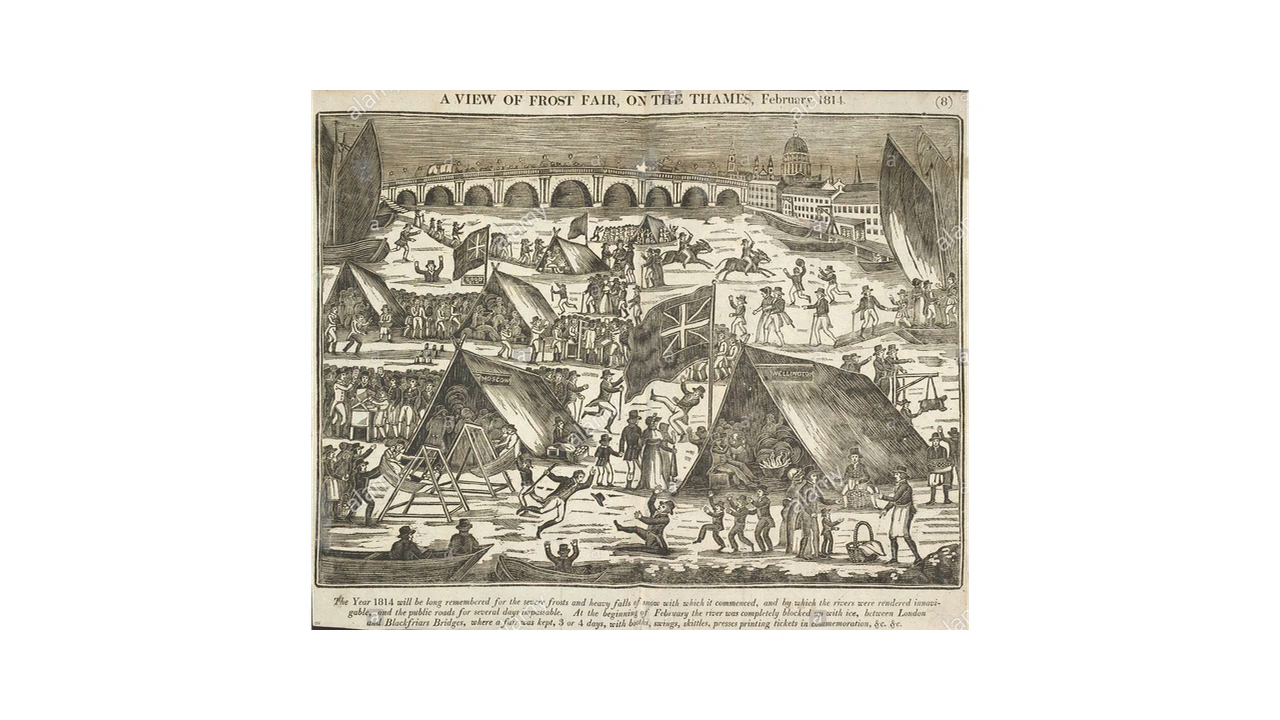 A VIEW OF FROST FAIR, ON THE THAMES, February 1814.
(8)
MOSCOW
WELLINGTON
The Year 1814 will be long remembered for the severe frosts and heavy falls of snow with which it commenced, and by which the rivers were rendered innavi-
gable, and the public roads for several days impassable. At the beginning of February the river was completely blocked up with ice, between London
and Blackfriars Bridges, where a fair was kept, 3 or 4 days, with booths, swings, skittles, presses printing tickets in commemoration, &c. &c.
alamy